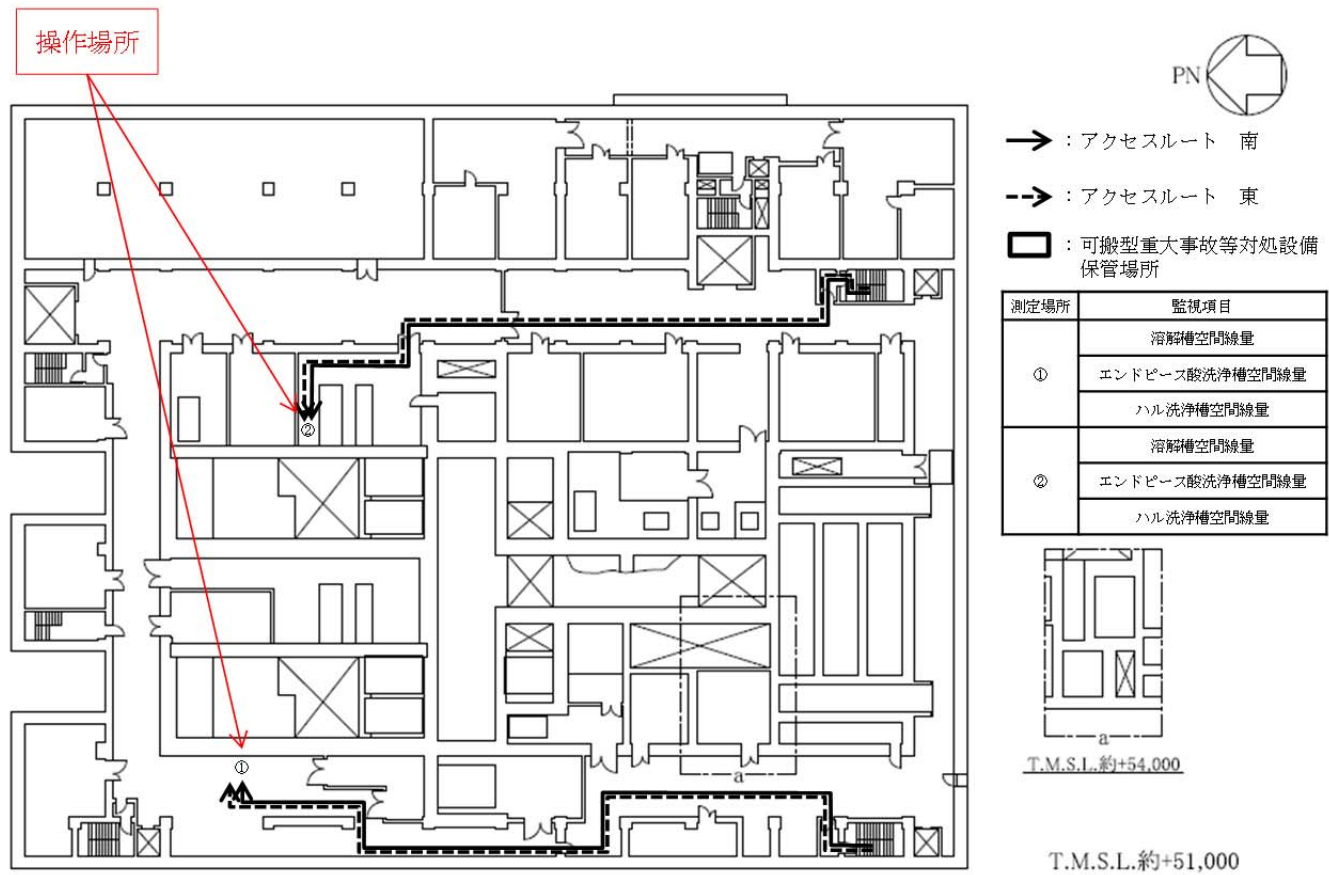 操作場所
PN
：アクセスルート　南
：アクセスルート　東
：可搬型重大事故等対処設備
保管場所
測定場所 監視項目
① 溶解槽空間線量
エンドピース酸洗浄槽空間線量
ハル洗浄槽空間線量
② 溶解槽空間線量
エンドピース酸洗浄槽空間線量
ハル洗浄槽空間線量
②
①
a
a
T.M.S.L.約+54,000
T.M.S.L.約+51,000